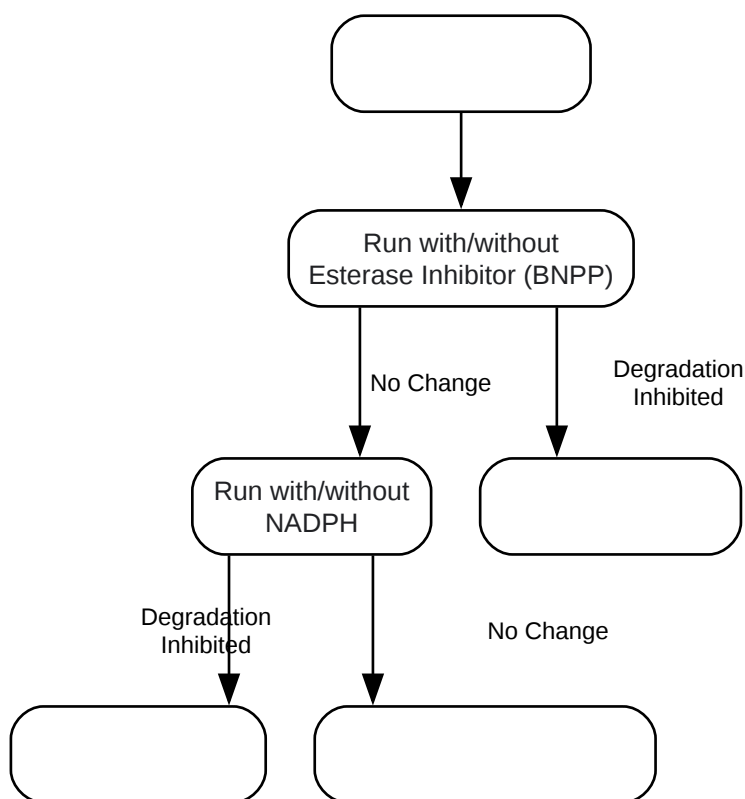 Run with/without
Esterase Inhibitor (BNPP)
No Change
Degradation
Inhibited
Run with/without
NADPH
Degradation
Inhibited
No Change